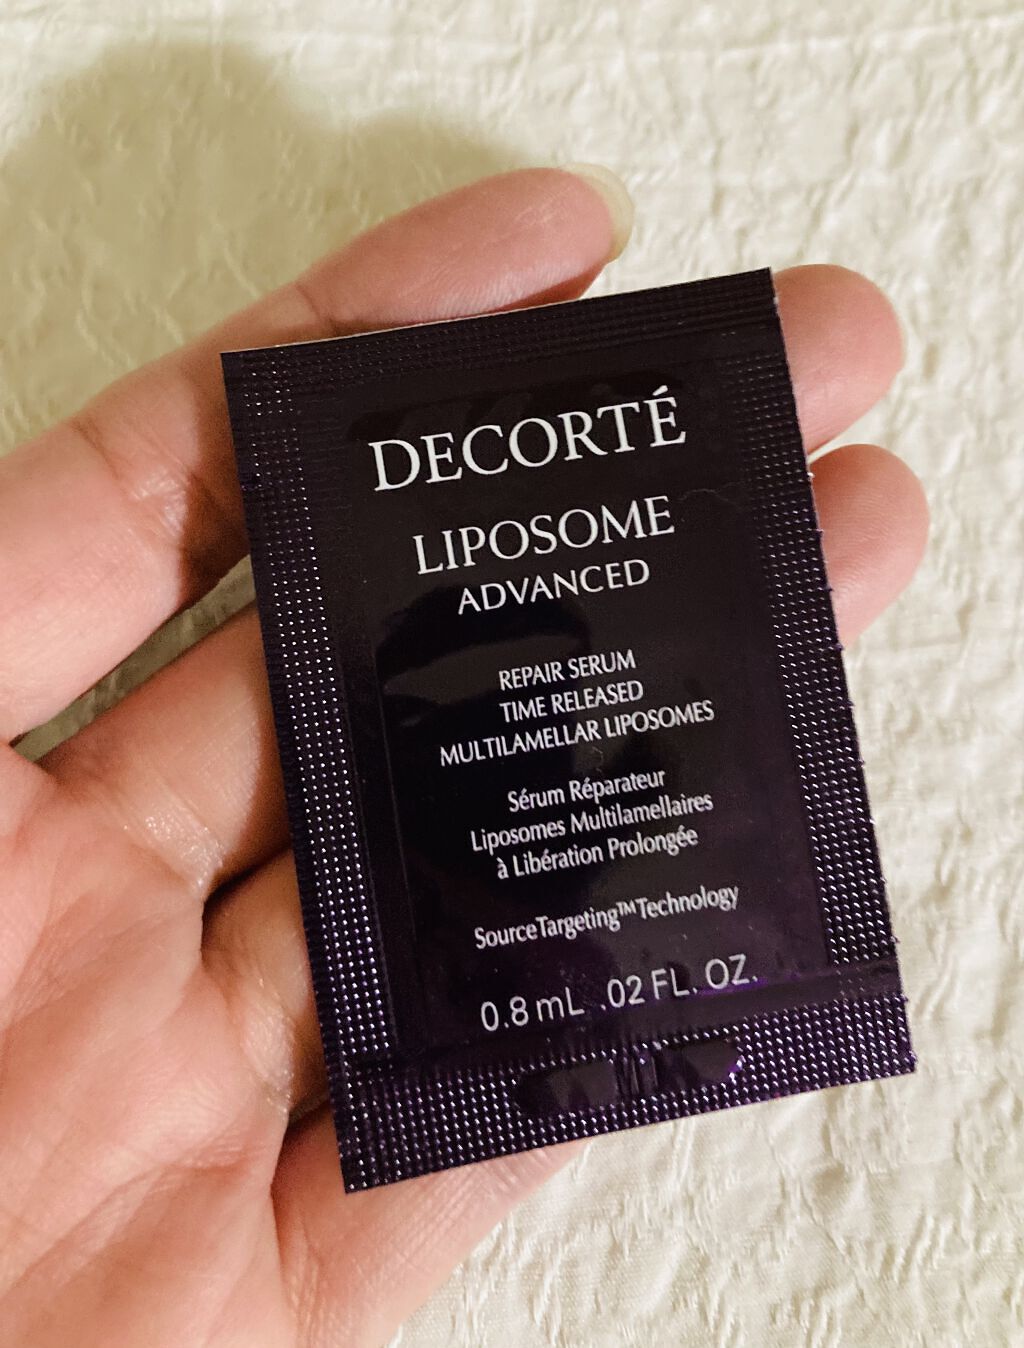 DECORTÉ
LIPOSOME
ADVANCED
REPAIR SERUM
TIME RELEASED
MULTILAMELLAR LIPOSOMES
Sérum Réparateur
Liposomes Multilamellaires
à Libération Prolongée
SourceTargeting™Technology
0.8 mL .02 FL. OZ.